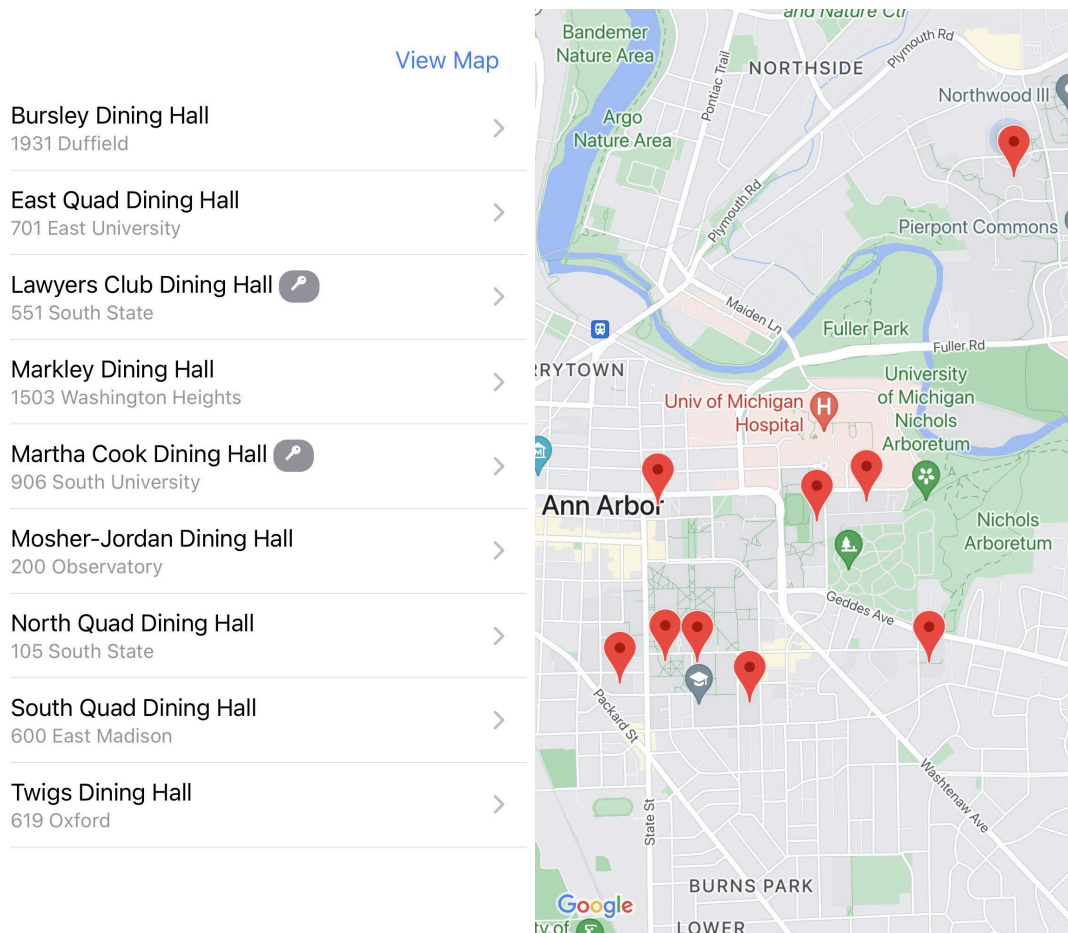 View Map
Bursley Dining Hall
1931 Duffield
East Quad Dining Hall
701 East University
Lawyers Club Dining Hall
551 South State
Markley Dining Hall
1503 Washington Heights
Martha Cook Dining Hall
906 South University
Mosher-Jordan Dining Hall
200 Observatory
North Quad Dining Hall
105 South State
South Quad Dining Hall
600 East Madison
Twigs Dining Hall
619 Oxford
and Nature Ctr
Bandemer
Nature Area
Plymouth Rd
Pontiac Trail
NORTHSIDE
Northwood III
Argo
Nature Area
Plymouth Rd
Pierpont Commons
Maiden Ln
Fuller Park
Fuller Rd
RRYTOWN
University
of Michigan
Nichols
Arboretum
Univ of Michigan
Hospital
H
Ann Arbor
Nichols
Arboretum
Geddes Ave
Packard St
Washtenaw Ave
State St
BURNS PARK
Google
ty of
LOWER